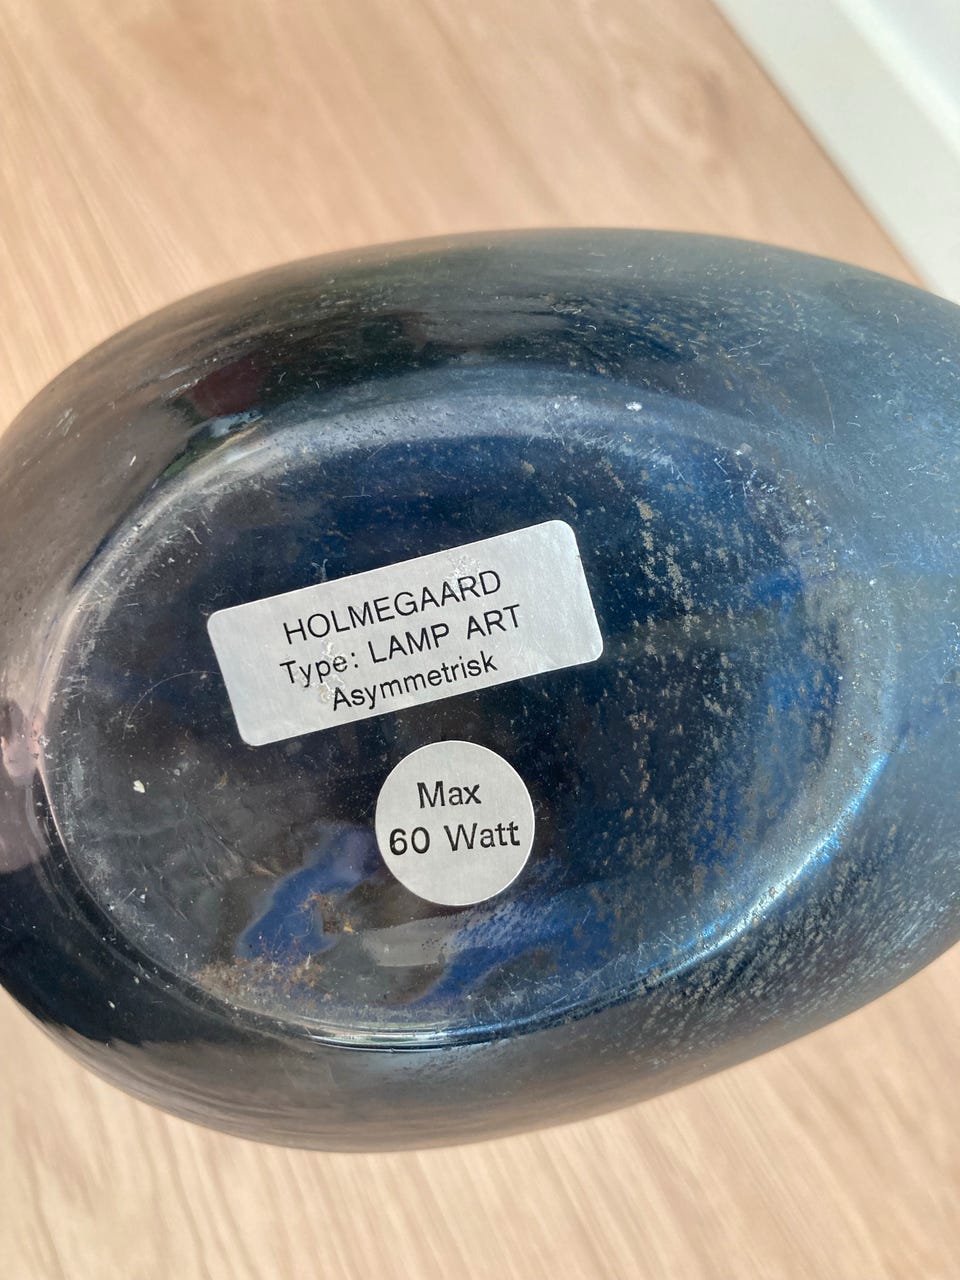 HOLMEGAARD
Type: LAMP ART
Asymmetrisk
Max
60 Watt